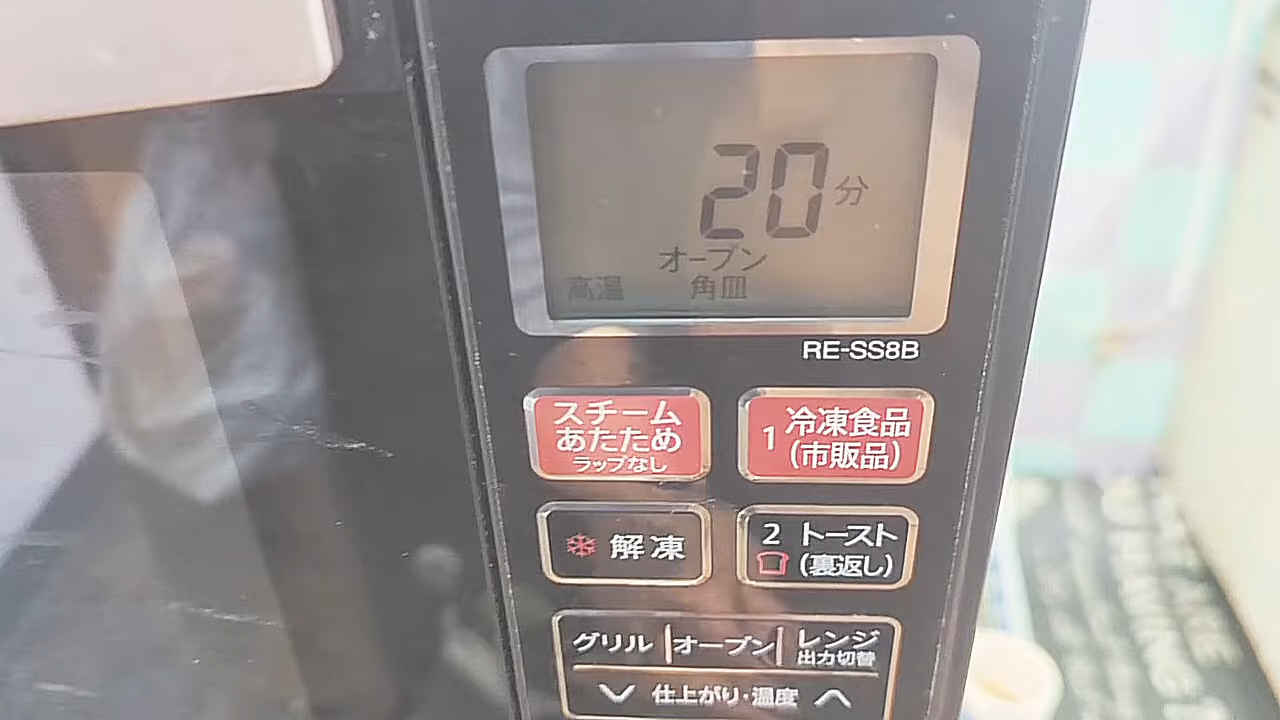 20分
オーブン
高温 角皿
RE-SS8B
スチーム
あたため
ラップなし
1 冷凍食品
(市販品)
解凍
2 トースト
(裏返し)
グリル オーブン レンジ
出力切替
仕上がり・温度